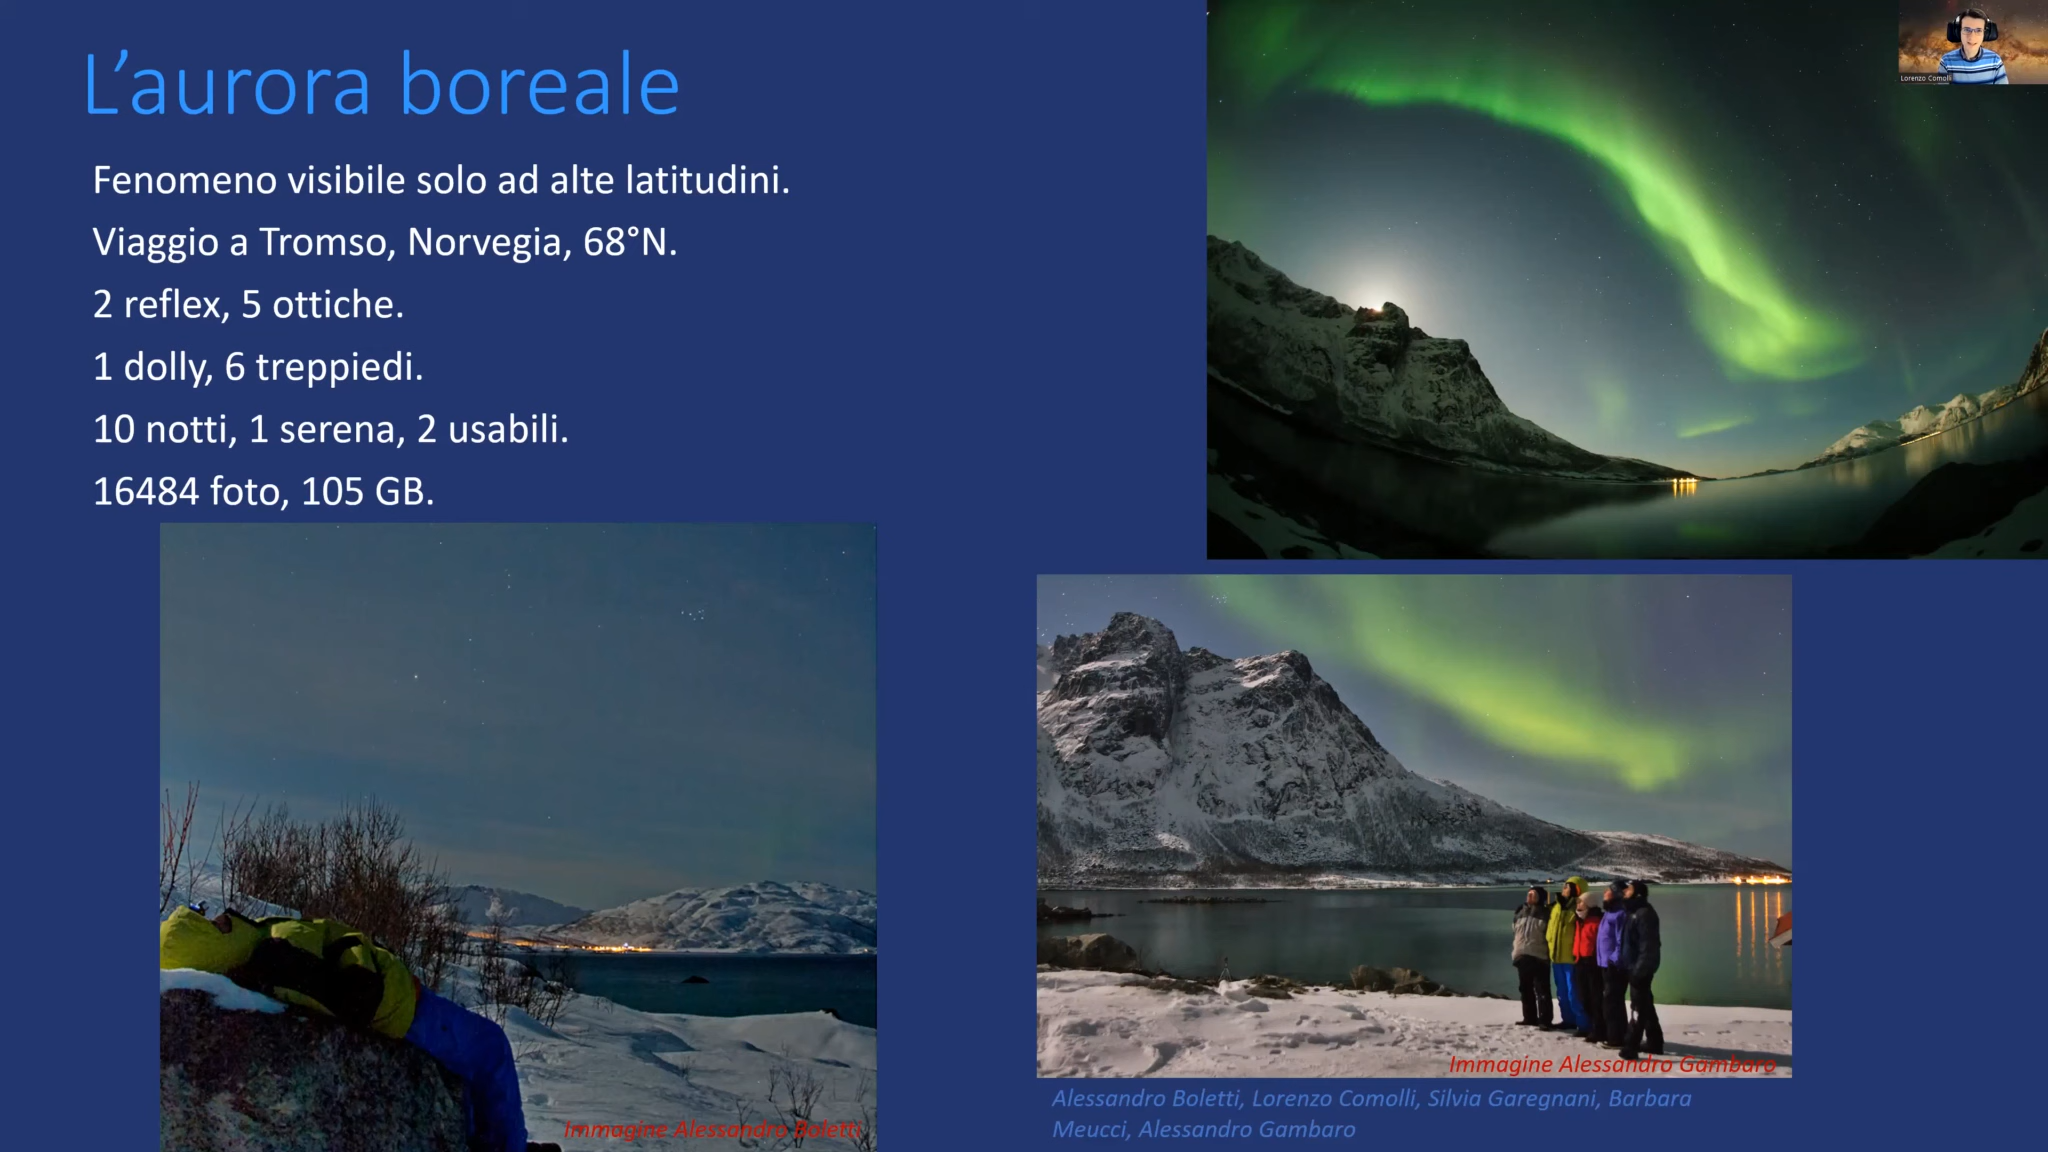 L'aurora boreale
Fenomeno visibile solo ad alte latitudini.
Viaggio a Tromso, Norvegia, 68°N.
2 reflex, 5 ottiche.
1 dolly, 6 treppiedi.
10 notti, 1 serena, 2 usabili.
16484 foto, 105 GB.
Lorenzo Comolli
Immagine Alessandro Boletti
Immagine Alessandro Gambaro
Alessandro Boletti, Lorenzo Comolli, Silvia Garegnani, Barbara
Meucci, Alessandro Gambaro